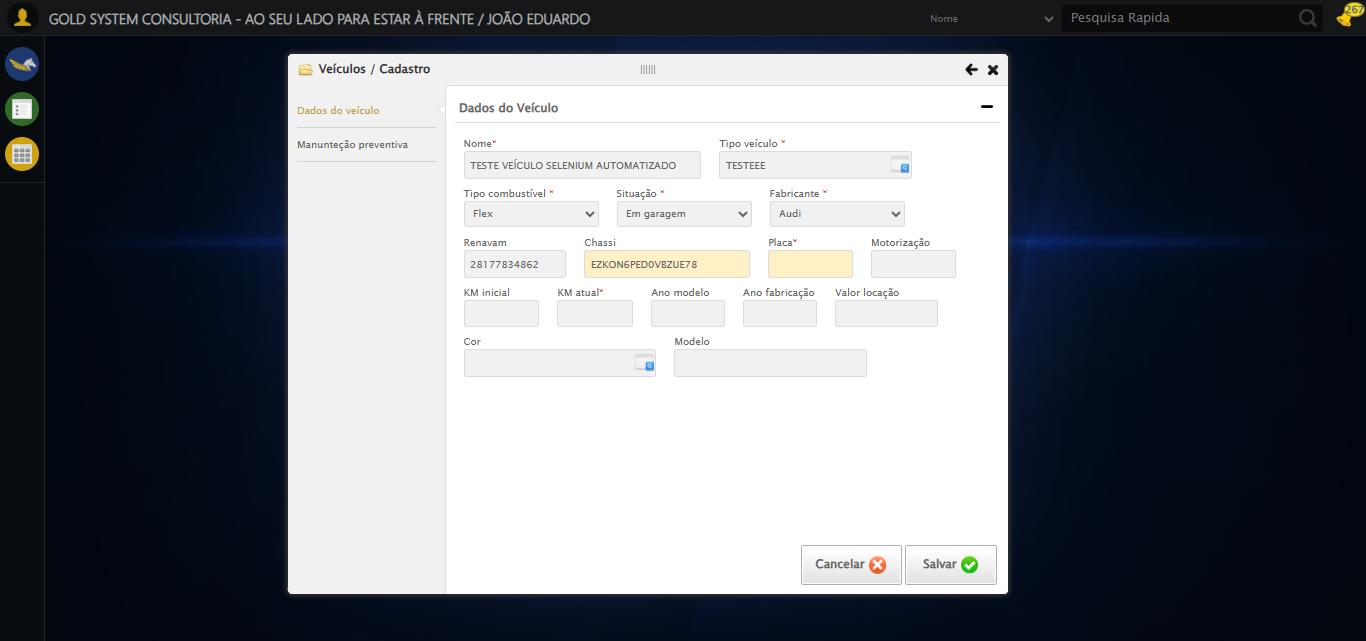 GOLD SYSTEM CONSULTORIA - AO SEU LADO PARA ESTAR À FRENTE / JOÃO EDUARDO
Nome
Pesquisa Rapida
267
Veículos / Cadastro
Dados do veículo
Manunteção preventiva
Dados do Veículo
Nome* Tipo veículo *
TESTE VEÍCULO SELENIUM AUTOMATIZADO TESTEEE
Tipo combustível * Situação * Fabricante *
Flex Em garagem Audi
Renavam Chassi Placa* Motorização
28177834862 EZKON6PED0VBZUE78
KM inicial KM atual* Ano modelo Ano fabricação Valor locação
Cor Modelo
Cancelar Salvar